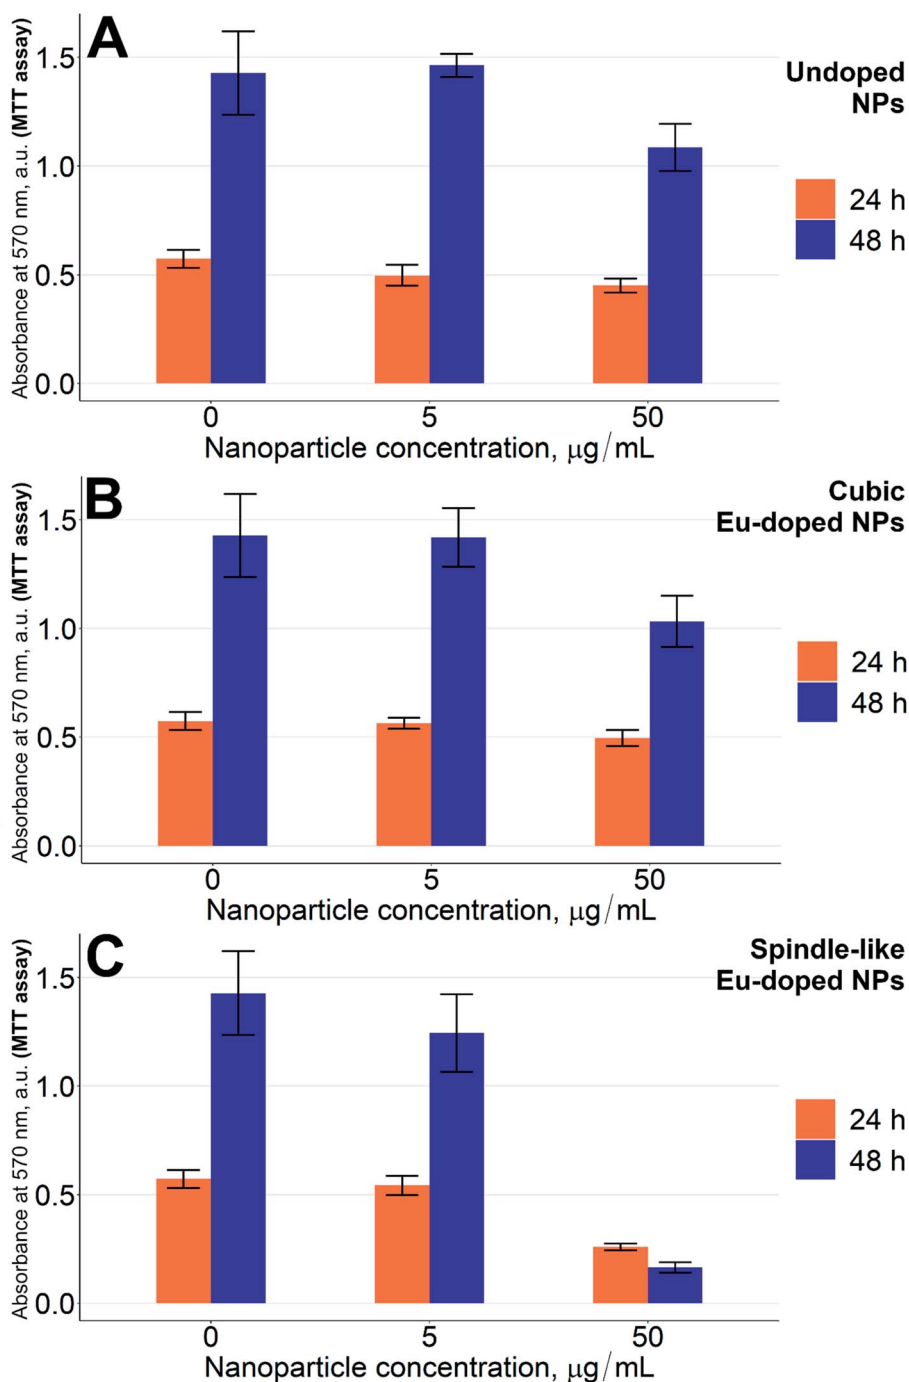 A
Absorbance at 570 nm, a.u. (MTT assay)
1.5
1.0
0.5
0.0
0
5
50
Nanoparticle concentration, μg/mL
Undoped
NPs
24 h
48 h
B
Absorbance at 570 nm, a.u. (MTT assay)
1.5
1.0
0.5
0.0
0
5
50
Nanoparticle concentration, μg/mL
Cubic
Eu-doped NPs
24 h
48 h
C
Absorbance at 570 nm, a.u. (MTT assay)
1.5
1.0
0.5
0.0
0
5
50
Nanoparticle concentration, μg/mL
Spindle-like
Eu-doped NPs
24 h
48 h